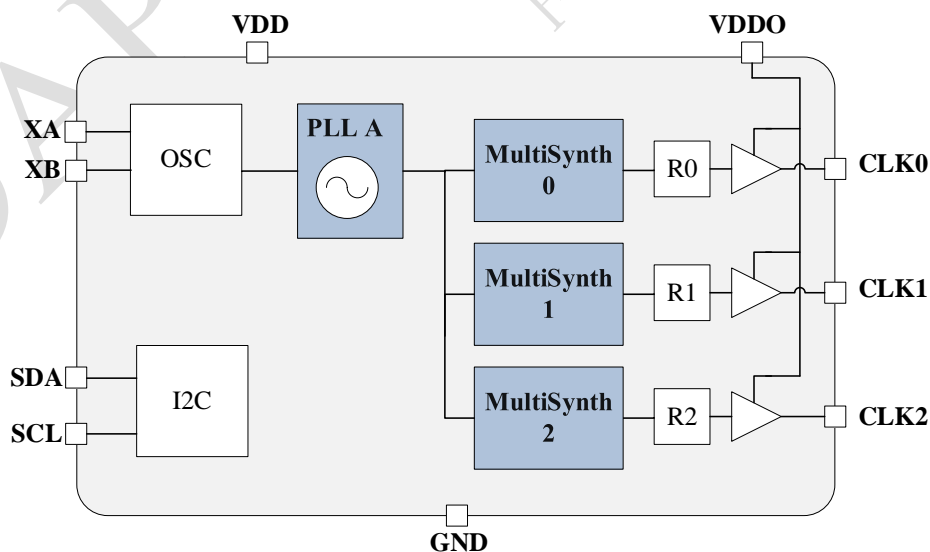 VDD
VDDO
XA
XB
OSC
PLL A
MultiSynth
0
R0
CLK0
MultiSynth
1
R1
CLK1
SDA
SCL
I2C
MultiSynth
2
R2
CLK2
GND